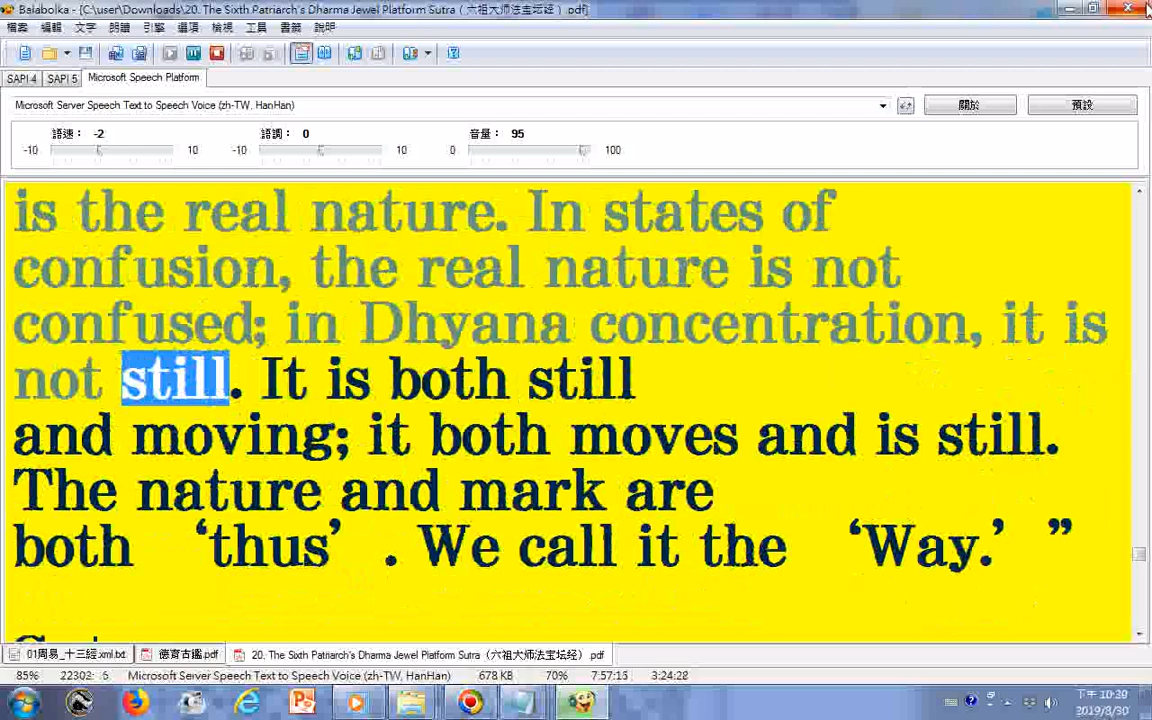 Balabolka - [C:\user\Downloads\20. The Sixth Patriarch's Dharma Jewel Platform Sutra（六祖大师法宝坛经）.pdf]
檔案 編輯 文字 朗讀 引擎 選項 檢視 工具 書籤 說明
SAPI 4 SAPI 5 Microsoft Speech Platform
Microsoft Server Speech Text to Speech Voice (zh-TW, HanHan) 關於 預設
語速： -2 語調： 0 音量： 95
-10 10 -10 10 0 100
is the real nature. In states of
confusion, the real nature is not
confused; in Dhyana concentration, it is
not still. It is both still
and moving; it both moves and is still.
The nature and mark are
both ‘thus’ . We call it the ‘Way.’ ”
01周易_十三經.xml.txt 德育古鑑.pdf 20. The Sixth Patriarch's Dharma Jewel Platform Sutra（六祖大师法宝坛经）.pdf
85% 22302: 6 Microsoft Server Speech Text to Speech Voice (zh-TW, HanHan) 678 KB 70% 7:57:15 3:24:28
下午 10:39
2019/8/30